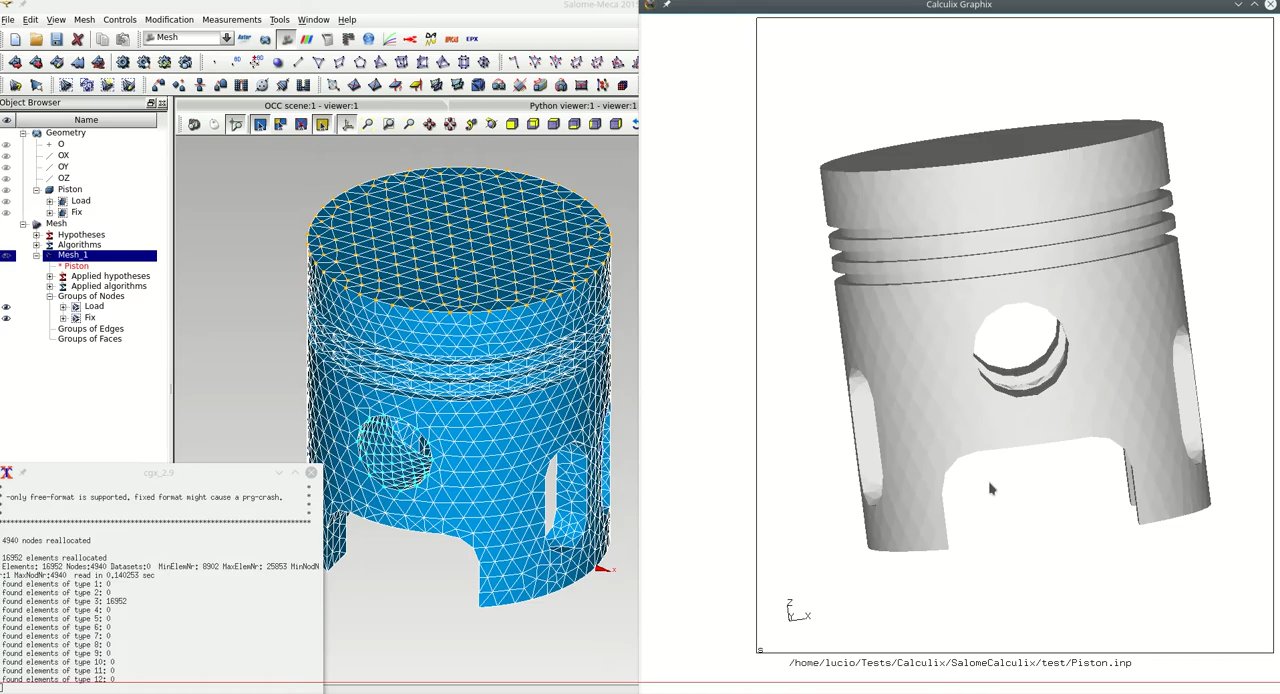 Salome-Meca 201
File Edit View Mesh Controls Modification Measurements Tools Window Help
Mesh
Object Browser
OCC scene:1 - viewer:1
Python viewer:1 - viewer:1
Name
Geometry
O
OX
OY
OZ
Piston
Load
Fix
Mesh
Hypotheses
Algorithms
Mesh_1
* Piston
Applied hypotheses
Applied algorithms
Groups of Nodes
Load
Fix
Groups of Edges
Groups of Faces
x
cgx_2.9
-only free-format is supported, fixed format might cause a prg-crash.
*******************************************************************
4940 nodes reallocated
16952 elements reallocated
Elements: 16952 Nodes:4940 Datasets:0 MinElemNr: 8902 MaxElemNr: 25853 MinNodN
r:1 MaxNodNr:4940 read in 0.140253 sec
found elements of type 1: 0
found elements of type 2: 0
found elements of type 3: 16952
found elements of type 4: 0
found elements of type 5: 0
found elements of type 6: 0
found elements of type 7: 0
found elements of type 8: 0
found elements of type 9: 0
found elements of type 10: 0
found elements of type 11: 0
found elements of type 12: 0
Calculix Graphix
Z
Y X
s
/home/lucio/Tests/Calculix/SalomeCalculix/test/Piston.inp